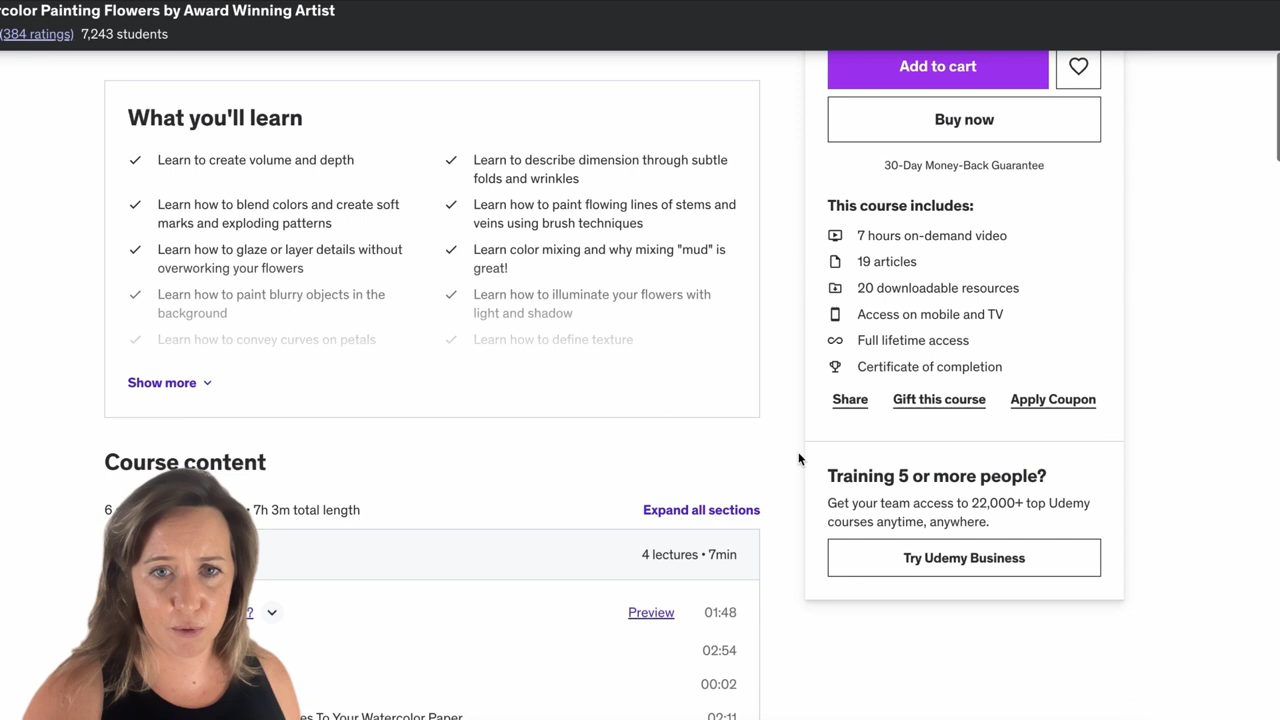 color Painting Flowers by Award Winning Artist
(384 ratings) 7,243 students
What you'll learn
Learn to create volume and depth
Learn how to blend colors and create soft
marks and exploding patterns
Learn how to glaze or layer details without
overworking your flowers
Learn how to paint blurry objects in the
background
Learn how to convey curves on petals
Learn to describe dimension through subtle
folds and wrinkles
Learn how to paint flowing lines of stems and
veins using brush techniques
Learn color mixing and why mixing "mud" is
great!
Learn how to illuminate your flowers with
light and shadow
Learn how to define texture
Show more
Course content
6 • 7h 3m total length
Expand all sections
4 lectures • 7min
? Preview 01:48
02:54
00:02
es To Your Watercolor Paper 02:11
Add to cart
Buy now
30-Day Money-Back Guarantee
This course includes:
7 hours on-demand video
19 articles
20 downloadable resources
Access on mobile and TV
Full lifetime access
Certificate of completion
Share Gift this course Apply Coupon
Training 5 or more people?
Get your team access to 22,000+ top Udemy
courses anytime, anywhere.
Try Udemy Business